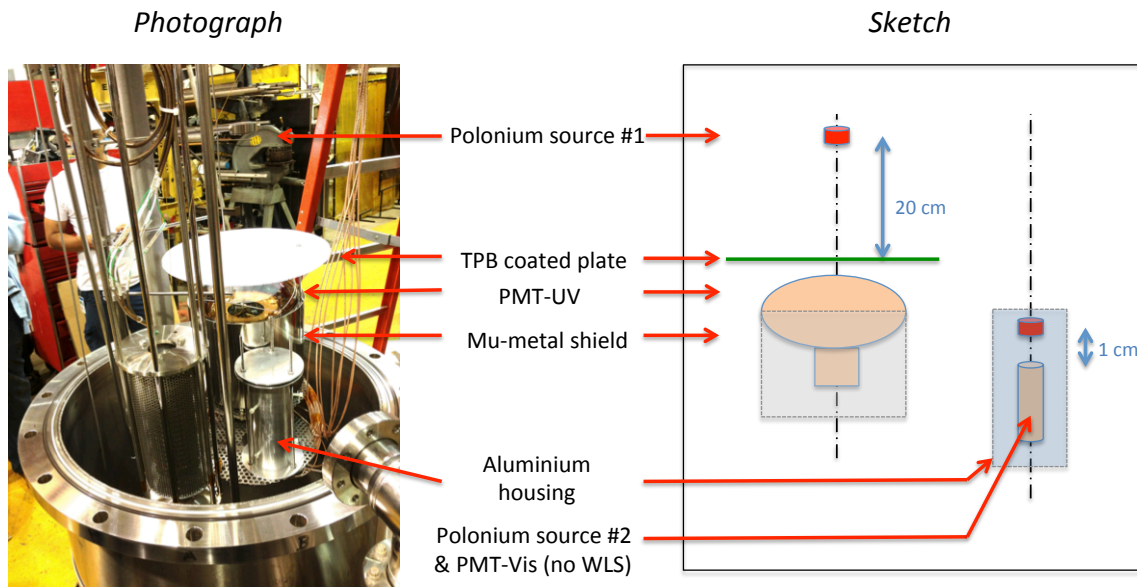 Photograph
Sketch
Polonium source #1
20 cm
TPB coated plate
PMT-UV
Mu-metal shield
1 cm
Aluminium
housing
Polonium source #2
& PMT-Vis (no WLS)